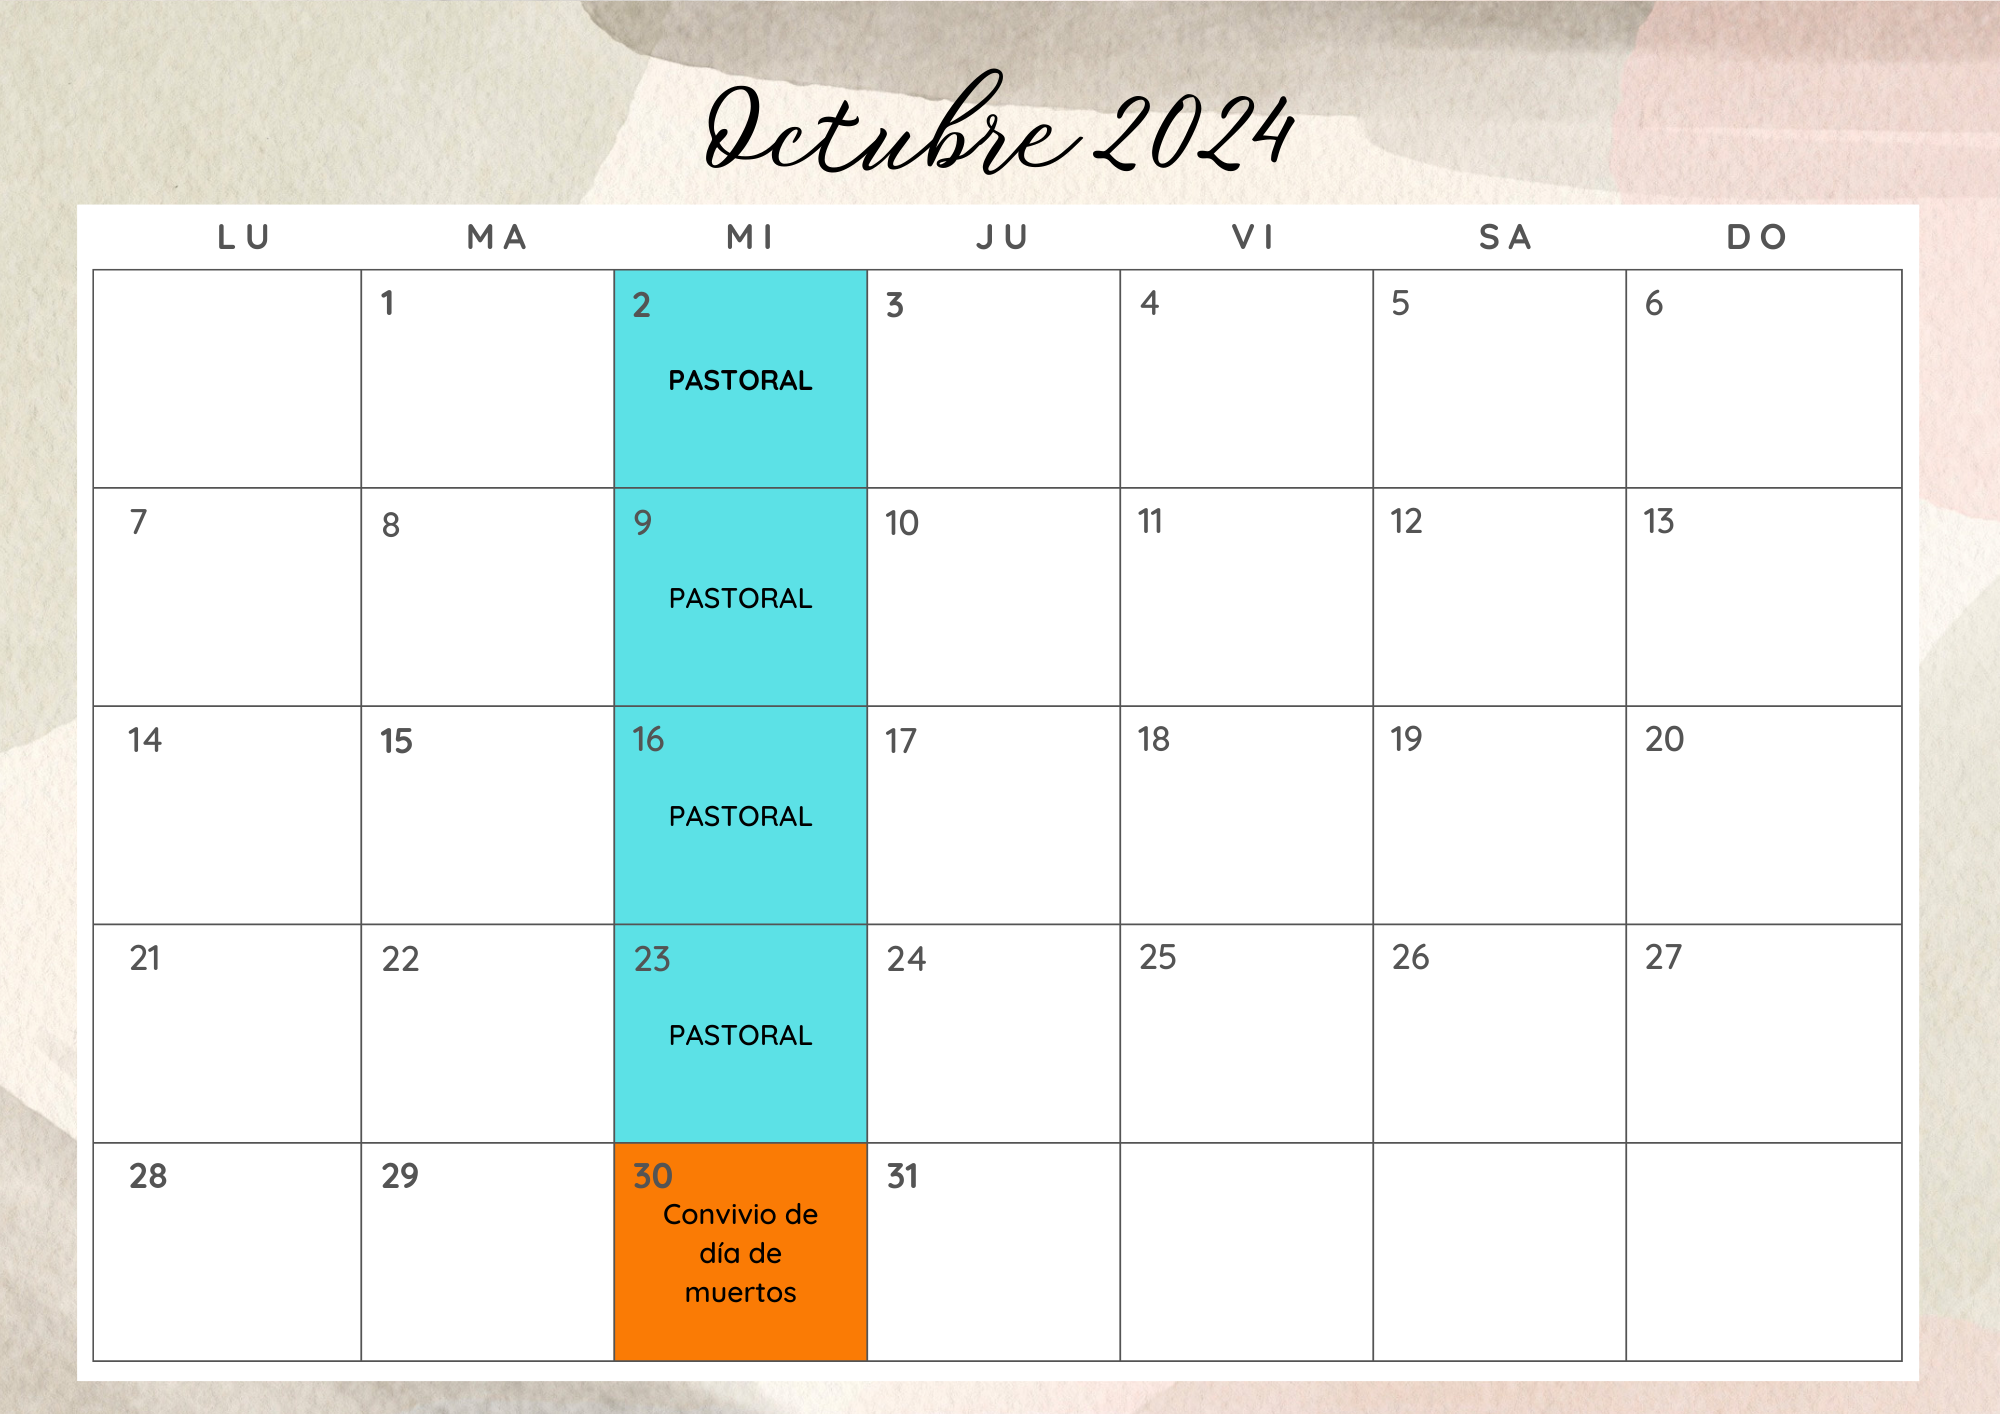 Octubre 2024
LU MA MI JU VI SA DO
1 2 3 4 5 6
PASTORAL
7 8 9 10 11 12 13
PASTORAL
14 15 16 17 18 19 20
PASTORAL
21 22 23 24 25 26 27
PASTORAL
28 29 30 31
Convivio de
día de
muertos